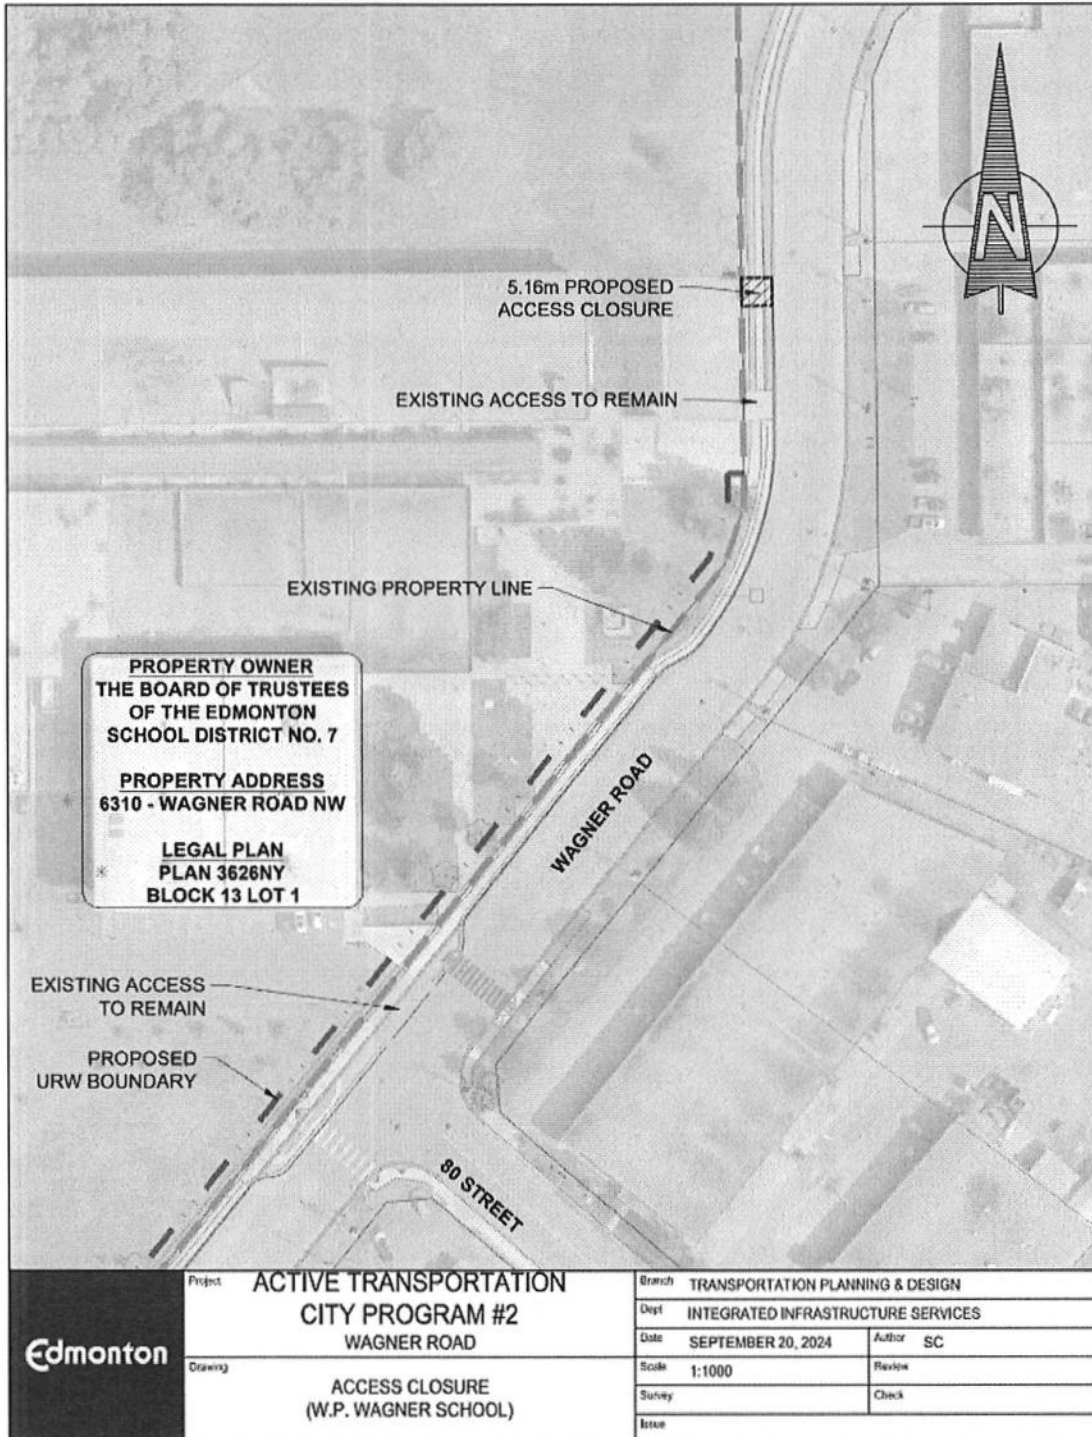 N
5.16m PROPOSED
ACCESS CLOSURE
EXISTING ACCESS TO REMAIN
EXISTING PROPERTY LINE
PROPERTY OWNER
THE BOARD OF TRUSTEES
OF THE EDMONTON
SCHOOL DISTRICT NO. 7
PROPERTY ADDRESS
6310 - WAGNER ROAD NW
LEGAL PLAN
PLAN 3626NY
BLOCK 13 LOT 1
WAGNER ROAD
EXISTING ACCESS
TO REMAIN
PROPOSED
URW BOUNDARY
80 STREET
Edmonton
Project ACTIVE TRANSPORTATION
CITY PROGRAM #2
WAGNER ROAD
Drawing
ACCESS CLOSURE
(W.P. WAGNER SCHOOL)
Branch TRANSPORTATION PLANNING & DESIGN
Dept INTEGRATED INFRASTRUCTURE SERVICES
Date SEPTEMBER 20, 2024 Author SC
Scale 1:1000 Review
Survey Check
Issue